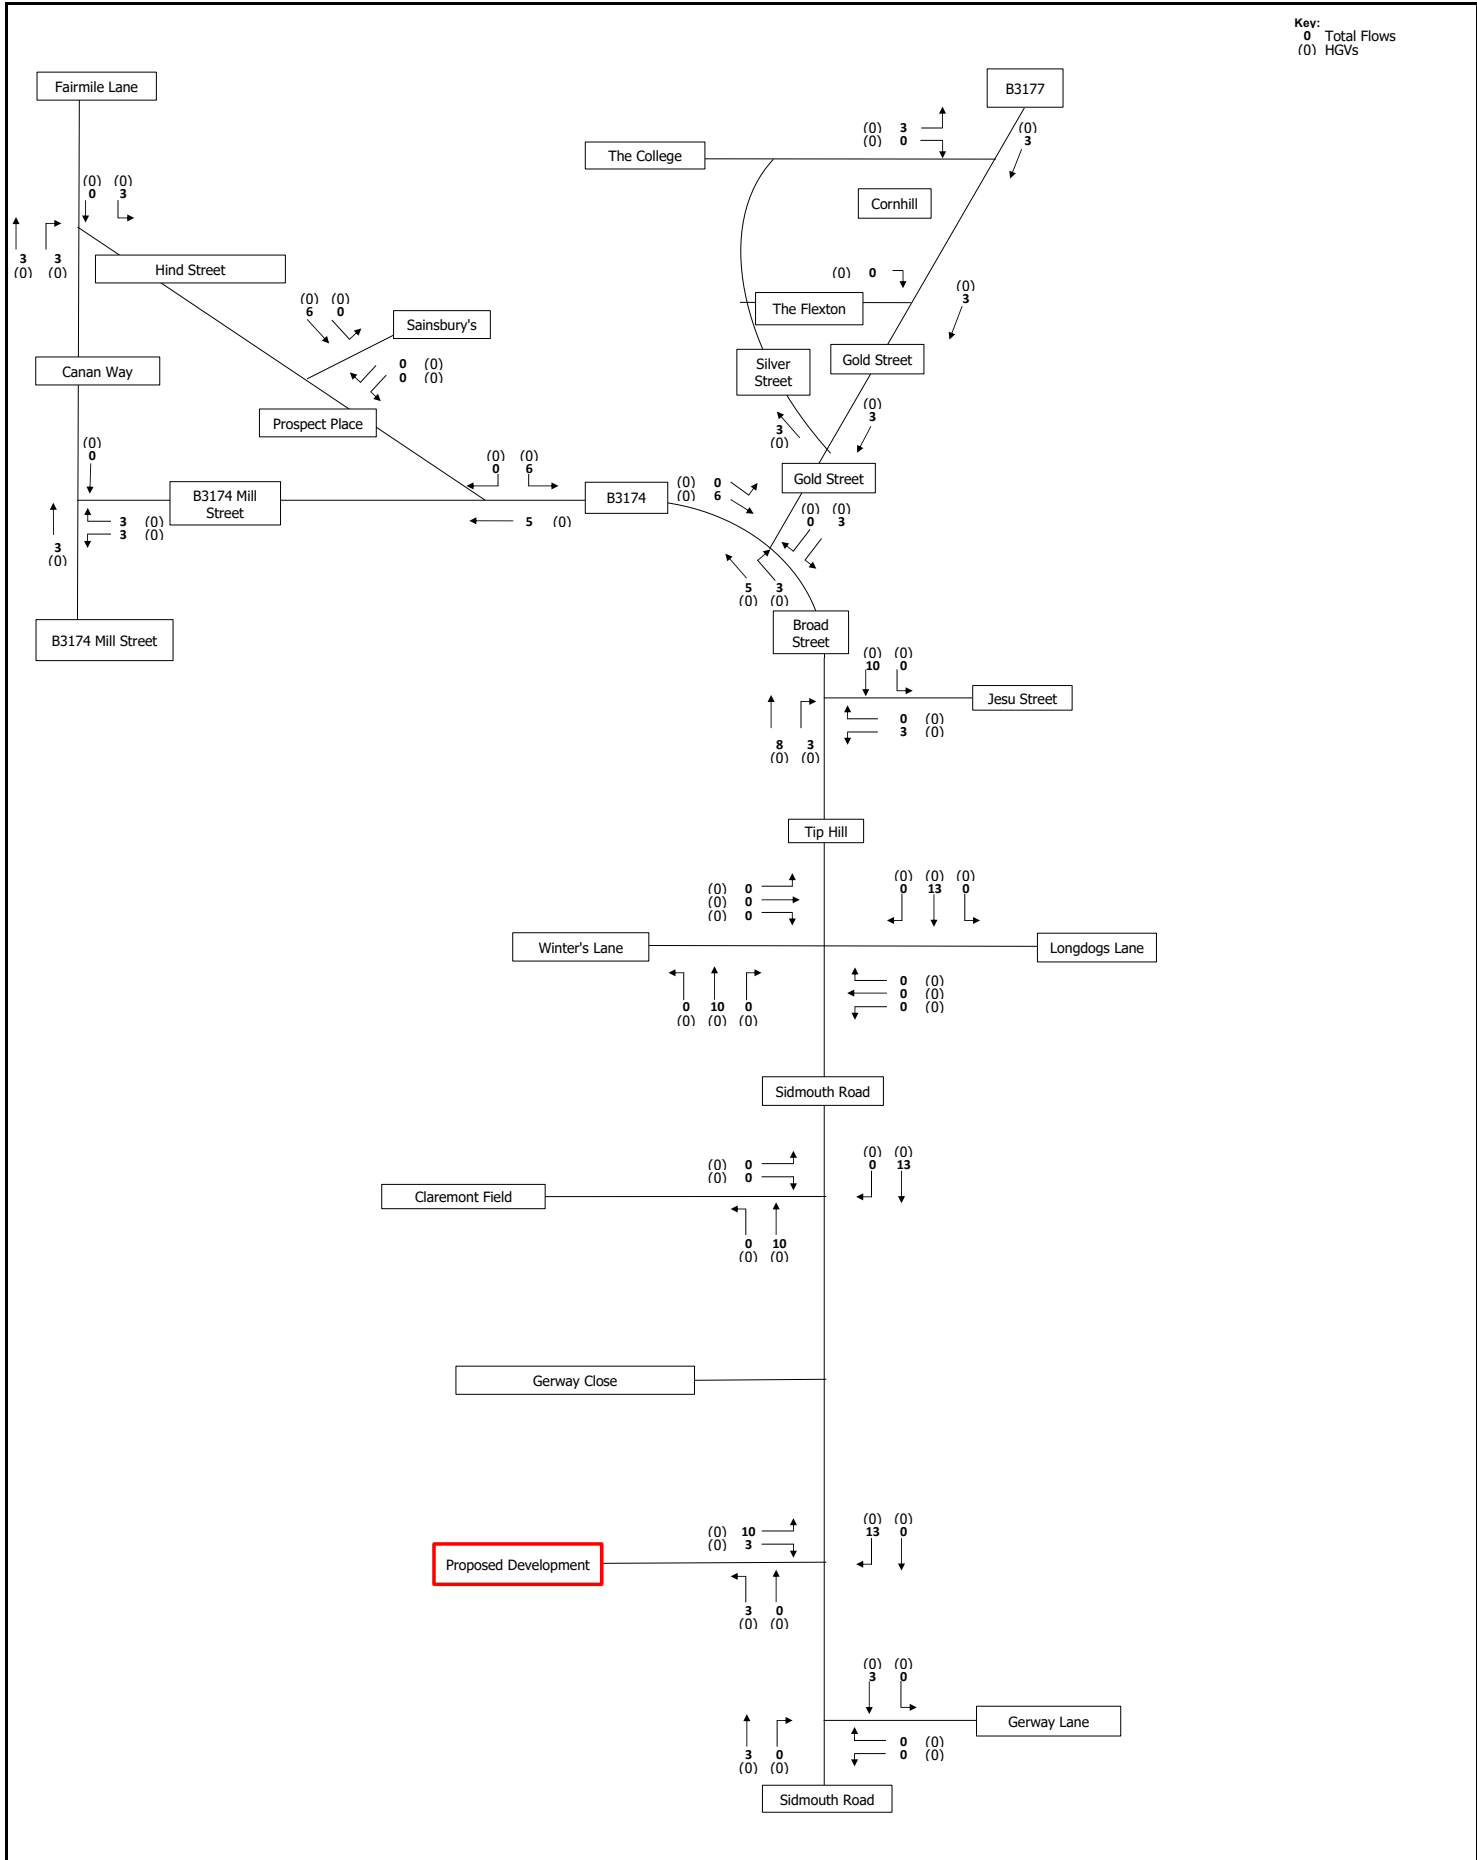 Key:
0 Total Flows
(0) HGVs
Fairmile Lane
B3177
(0) 3
(0) 0
(0)
3
The College
Cornhill
(0) (0)
0 3
3 3
(0) (0)
Hind Street
(0) 0
(0)
3
The Flexton
(0) (0)
6 0
Sainsbury's
0 (0)
0 (0)
Gold Street
Silver
Street
Canan Way
Prospect Place
(0)
3
3
(0)
(0)
0
(0) (0)
0 6
Gold Street
B3174 Mill
Street
B3174
(0) 0
(0) 6
(0) (0)
0 3
3 (0)
3 (0)
5 (0)
3
(0)
5 3
(0) (0)
B3174 Mill Street
Broad
Street
(0) (0)
10 0
Jesu Street
0 (0)
3 (0)
8 3
(0) (0)
Tip Hill
(0) 0
(0) 0
(0) 0
(0) (0) (0)
0 13 0
Winter's Lane
Longdogs Lane
0 10 0
(0) (0) (0)
0 (0)
0 (0)
0 (0)
Sidmouth Road
(0) 0
(0) 0
(0) (0)
0 13
Claremont Field
0 10
(0) (0)
Gerway Close
(0) 10
(0) 3
(0) (0)
13 0
Proposed Development
3 0
(0) (0)
(0) (0)
3 0
Gerway Lane
0 (0)
0 (0)
3 0
(0) (0)
Sidmouth Road